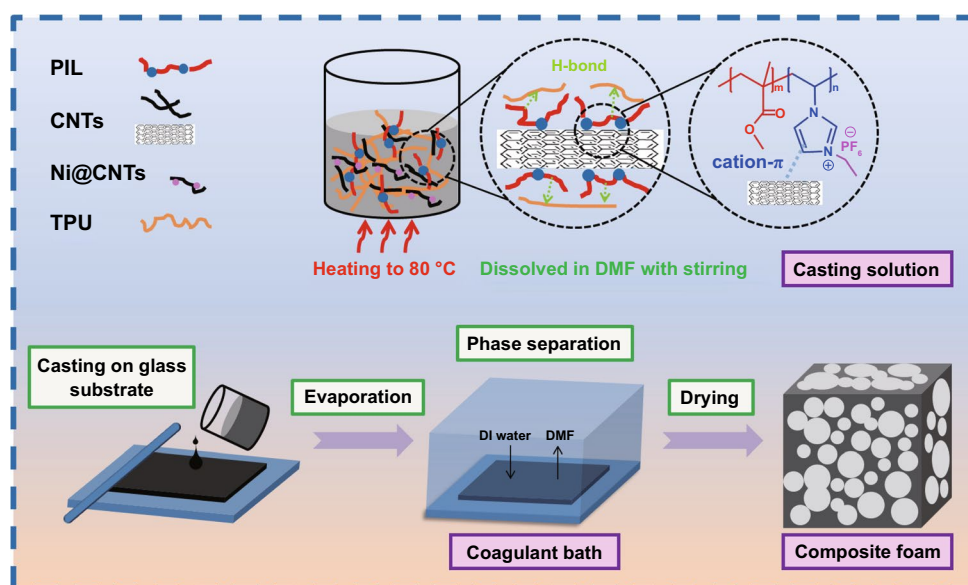 PIL
CNTs
Ni@CNTs
TPU
H-bond
m
n
O
O
N
N
⊖
PF6
⊕
cation-π
Heating to 80 °C
Dissolved in DMF with stirring
Casting solution
Casting on glass
substrate
Evaporation
Phase separation
DI water
DMF
Drying
Coagulant bath
Composite foam